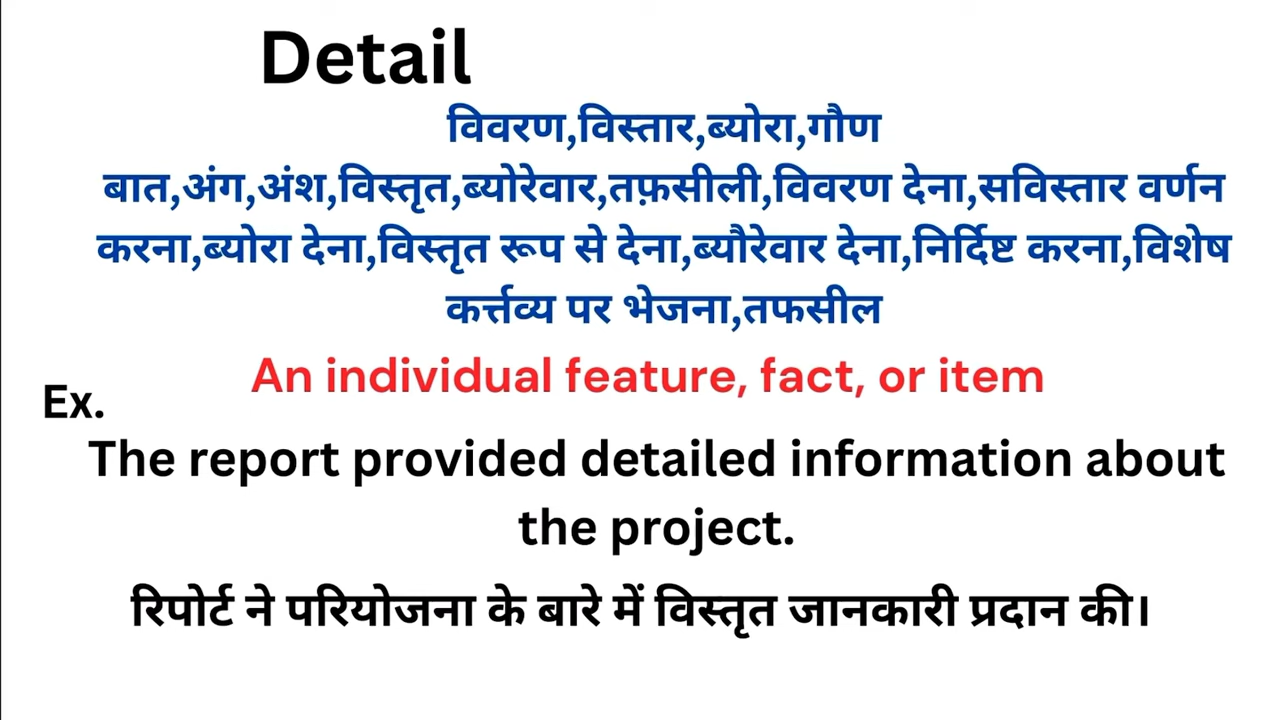 Detail
विवरण,विस्तार,ब्योरा,गौण
बात,अंग,अंश,विस्तृत,ब्योरेवार,तफ़सीली,विवरण देना,सविस्तार वर्णन
करना,ब्योरा देना,विस्तृत रूप से देना,ब्यौरेवार देना,निर्दिष्ट करना,विशेष
कर्त्तव्य पर भेजना,तफसील
An individual feature, fact, or item
Ex.
The report provided detailed information about
the project.
रिपोर्ट ने परियोजना के बारे में विस्तृत जानकारी प्रदान की।